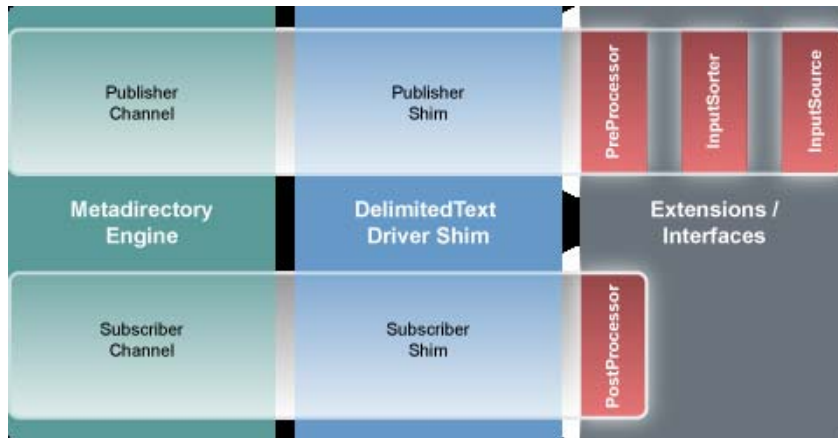 Publisher
Channel
Publisher
Shim
PreProcessor
InputSorter
InputSource
Metadirectory
Engine
DelimitedText
Driver Shim
Extensions /
Interfaces
Subscriber
Channel
Subscriber
Shim
PostProcessor